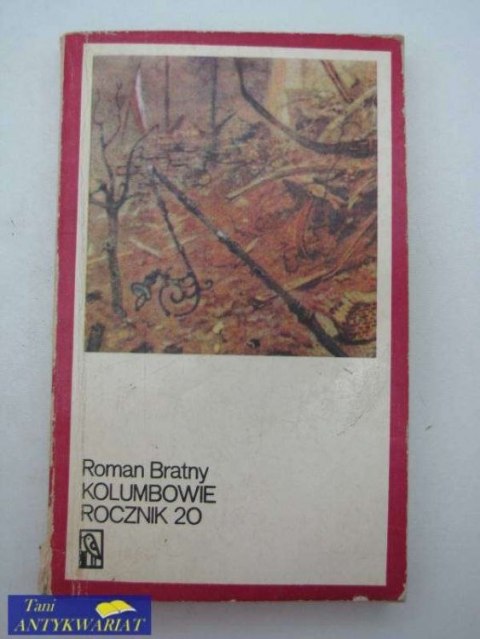 Roman Bratny
KOLUMBOWIE
ROCZNIK 20
Tani
ANTYKWARIAT